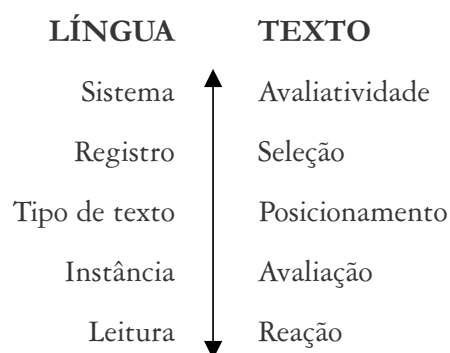 LÍNGUA TEXTO
Sistema Avaliatividade
Registro Seleção
Tipo de texto Posicionamento
Instância Avaliação
Leitura Reação